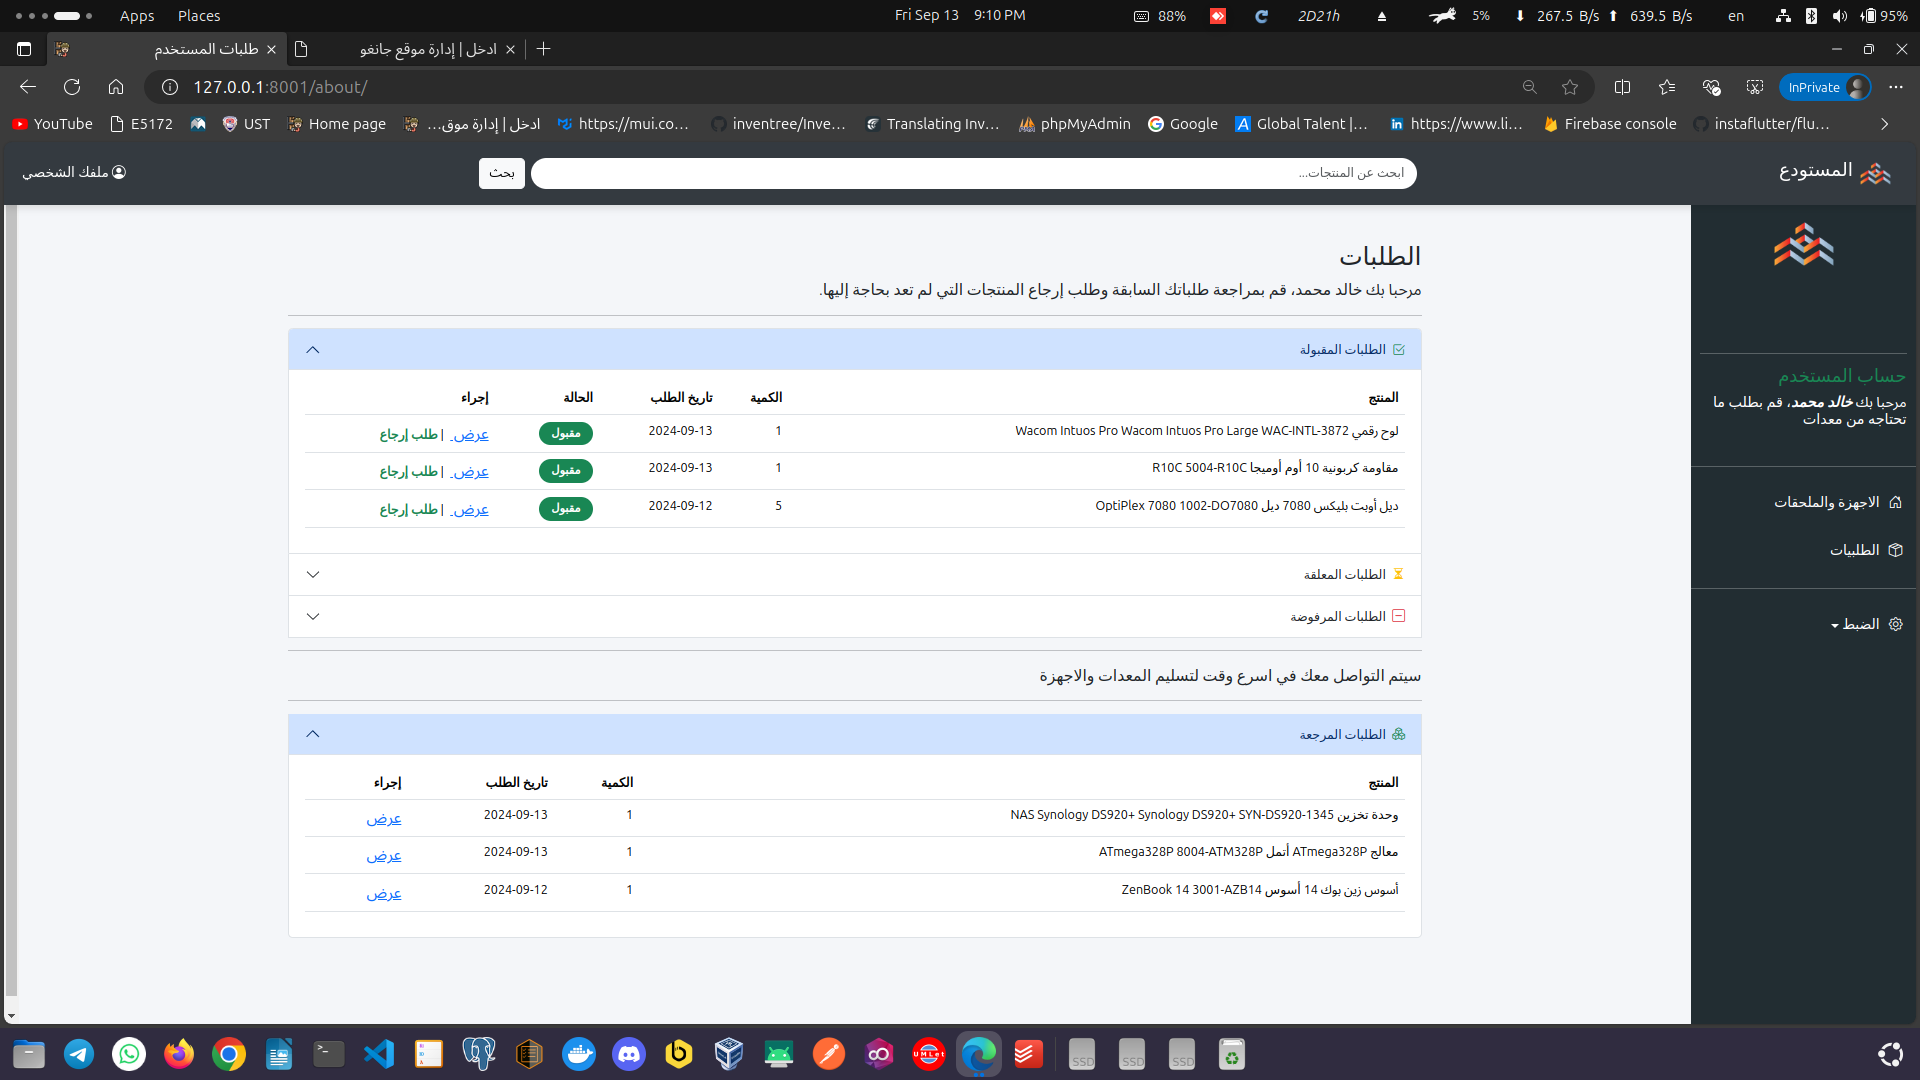 Apps Places Fri Sep 13 9:10 PM 88% 2D21h 5% 267.5 B/s 639.5 B/s en 95%
طلبات المستخدم
ادخل | إدارة موقع جانغو
127.0.0.1:8001/about/
InPrivate
YouTube E5172 UST Home page ادخل | إدارة موق... https://mui.co... inventree/Inve... Translating Inv... phpMyAdmin Google Global Talent |... https://www.li... Firebase console instaflutter/flu...
المستودع
ابحث عن المنتجات...
بحث
ملفك الشخصي
حساب المستخدم
مرحبا بك خالد محمد، قم بطلب ما
تحتاجه من معدات
الاجهزة والملحقات
الطلبيات
الضبط
الطلبات
مرحبا بك خالد محمد، قم بمراجعة طلباتك السابقة وطلب إرجاع المنتجات التي لم تعد بحاجة إليها.
الطلبات المقبولة
المنتج الكمية تاريخ الطلب الحالة إجراء
لوح رقمي Wacom Intuos Pro Wacom Intuos Pro Large WAC-INTL-3872 1 2024-09-13 مقبول عرض | طلب إرجاع
مقاومة كربونية 10 أوم أوميجا R10C 5004-R10C 1 2024-09-13 مقبول عرض | طلب إرجاع
ديل أوبت بليكس 7080 ديل OptiPlex 7080 1002-DO7080 5 2024-09-12 مقبول عرض | طلب إرجاع
الطلبات المعلقة
الطلبات المرفوضة
سيتم التواصل معك في اسرع وقت لتسليم المعدات والاجهزة
الطلبات المرجعة
المنتج الكمية تاريخ الطلب إجراء
وحدة تخزين NAS Synology DS920+ Synology DS920+ SYN-DS920-1345 1 2024-09-13 عرض
معالج ATmega328P أتمل ATmega328P 8004-ATM328P 1 2024-09-13 عرض
أسوس زين بوك 14 أسوس ZenBook 14 3001-AZB14 1 2024-09-12 عرض
UMLet
SSD SSD SSD